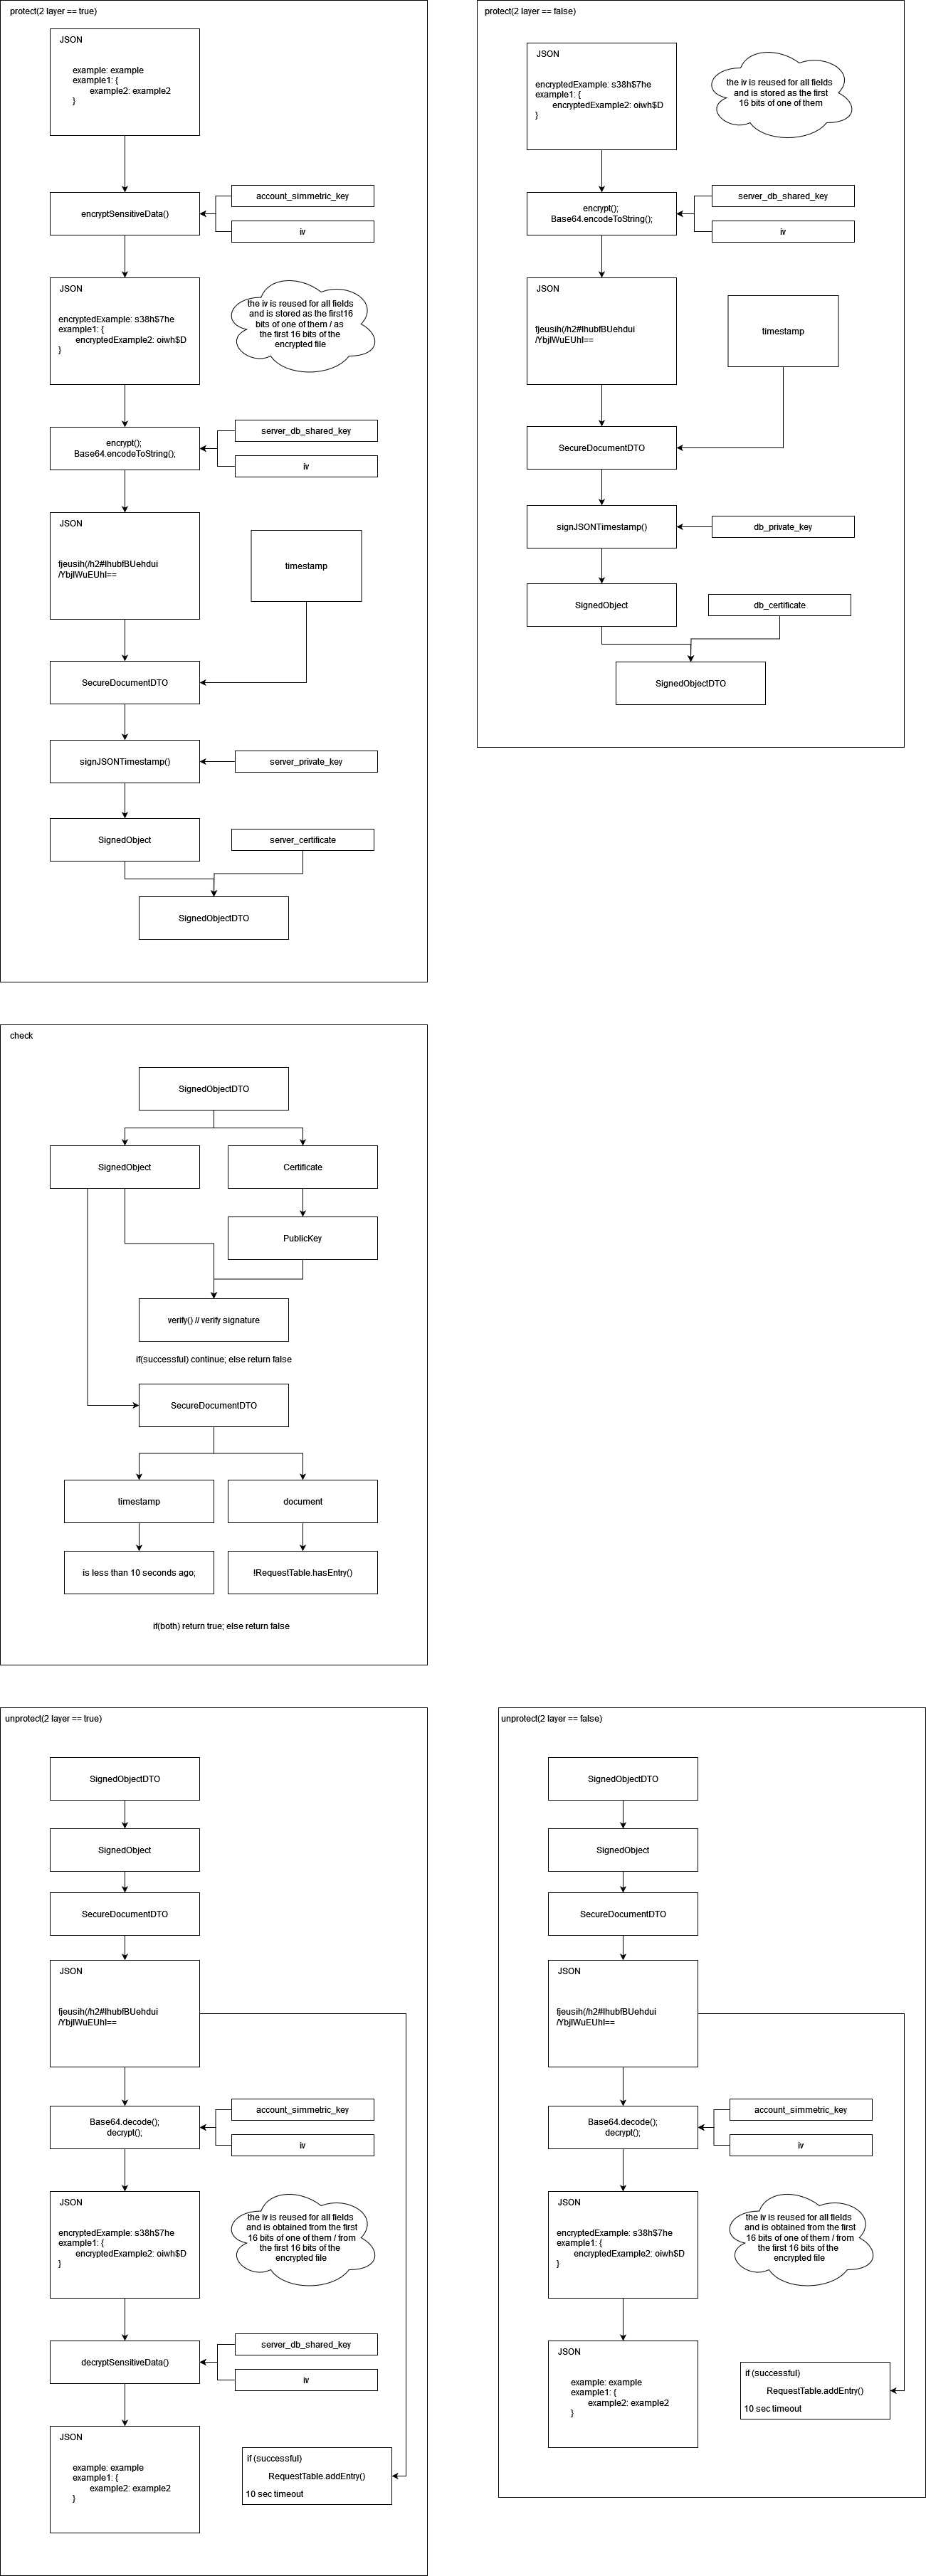 protect(2 layer == true)
JSON
example: example
example1: {
example2: example2
}
encryptSensitiveData()
account_simmetric_key
iv
JSON
encryptedExample: s38h$7he
example1: {
encryptedExample2: oiwh$D
}
the iv is reused for all fields
and is stored as the first16
bits of one of them / as
the first 16 bits of the
encrypted file
encrypt();
Base64.encodeToString();
server_db_shared_key
iv
JSON
fjeusih(/h2#IhubfBUehdui
/YbjIWuEUhI==
timestamp
SecureDocumentDTO
signJSONTimestamp()
server_private_key
SignedObject
server_certificate
SignedObjectDTO
protect(2 layer == false)
JSON
encryptedExample: s38h$7he
example1: {
encryptedExample2: oiwh$D
}
the iv is reused for all fields
and is stored as the first
16 bits of one of them
encrypt();
Base64.encodeToString();
server_db_shared_key
iv
JSON
fjeusih(/h2#IhubfBUehdui
/YbjIWuEUhI==
timestamp
SecureDocumentDTO
signJSONTimestamp()
db_private_key
SignedObject
db_certificate
SignedObjectDTO
check
SignedObjectDTO
SignedObject
Certificate
PublicKey
verify() // verify signature
if(successful) continue; else return false
SecureDocumentDTO
timestamp
document
is less than 10 seconds ago;
!RequestTable.hasEntry()
if(both) return true; else return false
unprotect(2 layer == true)
SignedObjectDTO
SignedObject
SecureDocumentDTO
JSON
fjeusih(/h2#IhubfBUehdui
/YbjIWuEUhI==
Base64.decode();
decrypt();
account_simmetric_key
iv
JSON
encryptedExample: s38h$7he
example1: {
encryptedExample2: oiwh$D
}
the iv is reused for all fields
and is obtained from the first
16 bits of one of them / from
the first 16 bits of the
encrypted file
decryptSensitiveData()
server_db_shared_key
iv
JSON
example: example
example1: {
example2: example2
}
if (successful)
RequestTable.addEntry()
10 sec timeout
unprotect(2 layer == false)
SignedObjectDTO
SignedObject
SecureDocumentDTO
JSON
fjeusih(/h2#IhubfBUehdui
/YbjIWuEUhI==
Base64.decode();
decrypt();
account_simmetric_key
iv
JSON
encryptedExample: s38h$7he
example1: {
encryptedExample2: oiwh$D
}
the iv is reused for all fields
and is obtained from the first
16 bits of one of them / from
the first 16 bits of the
encrypted file
JSON
example: example
example1: {
example2: example2
}
if (successful)
RequestTable.addEntry()
10 sec timeout